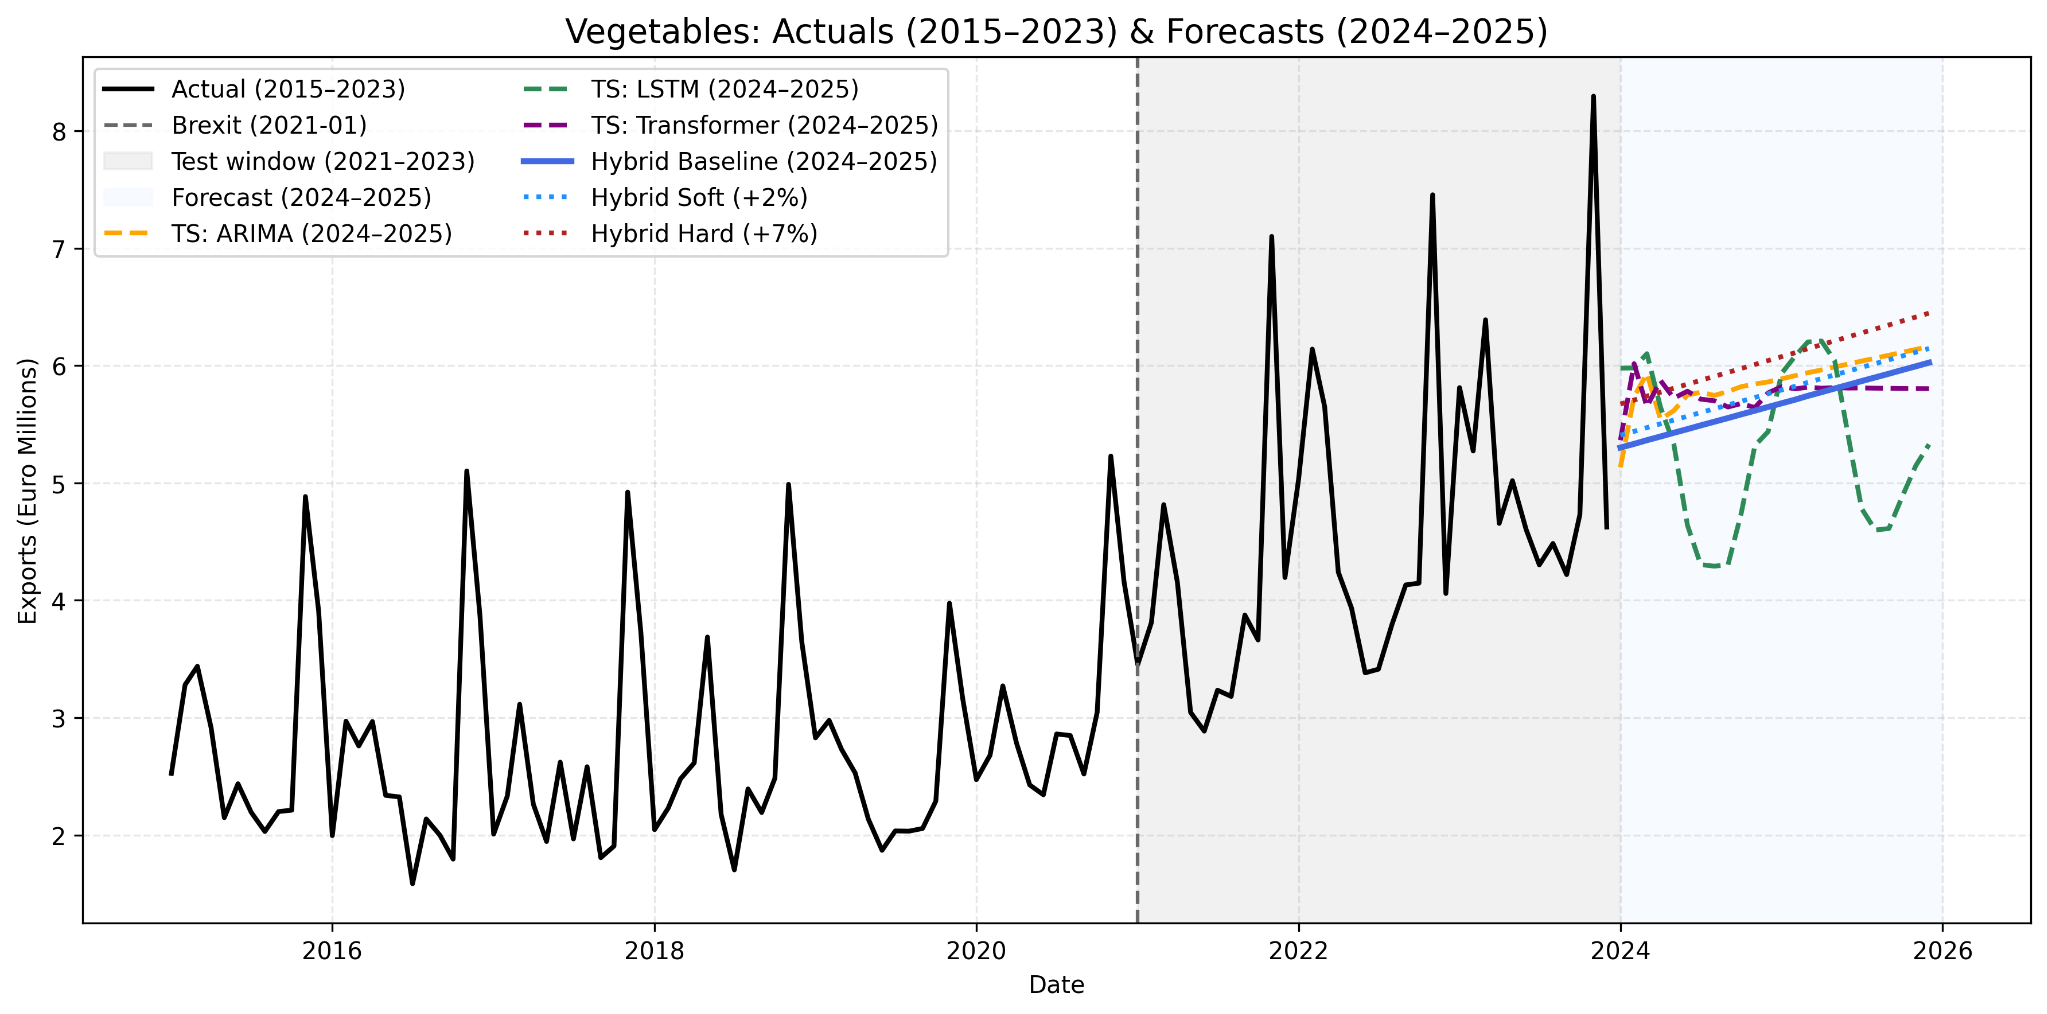 Vegetables: Actuals (2015–2023) & Forecasts (2024–2025)
Actual (2015–2023)
Brexit (2021-01)
Test window (2021–2023)
Forecast (2024–2025)
TS: ARIMA (2024–2025)
TS: LSTM (2024–2025)
TS: Transformer (2024–2025)
Hybrid Baseline (2024–2025)
Hybrid Soft (+2%)
Hybrid Hard (+7%)
Exports (Euro Millions)
8
7
6
5
4
3
2
2016
2018
2020
2022
2024
2026
Date